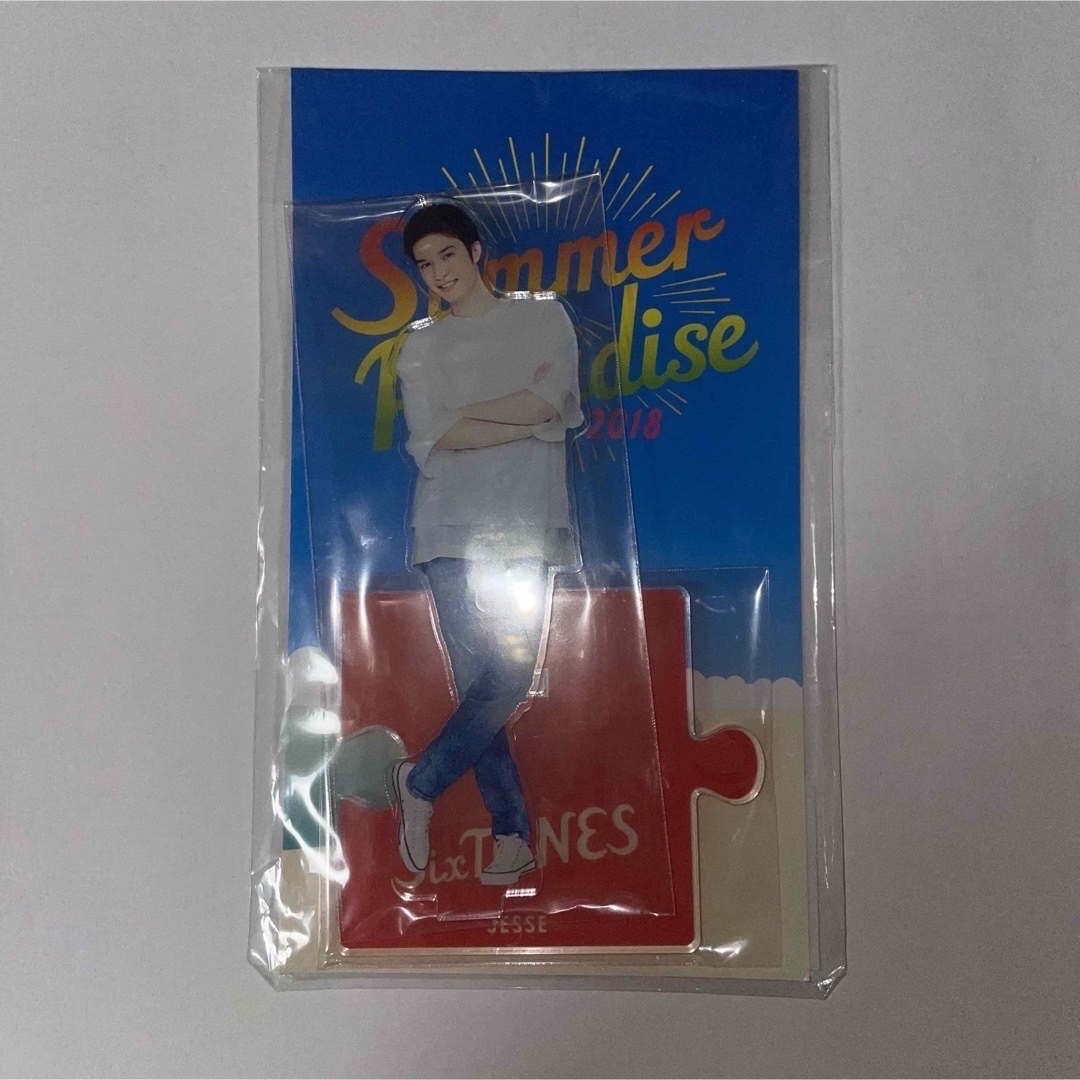 Summer
Paradise
2018
SixTONES
JESSE